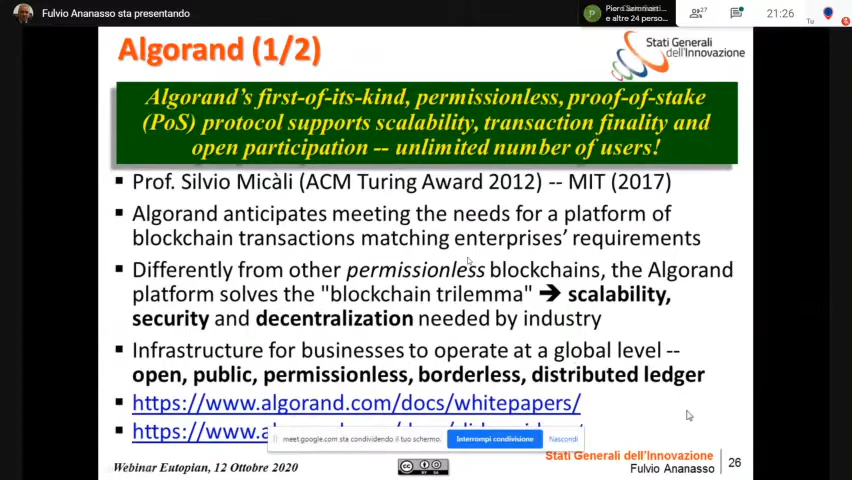 Fulvio Ananasso sta presentando
e altre 24 perso...
27
21:26
Tu
P
Algorand (1/2)
Stati Generali
dell'Innovazione
Algorand's first-of-its-kind, permissionless, proof-of-stake
(PoS) protocol supports scalability, transaction finality and
open participation -- unlimited number of users!
Prof. Silvio Micàli (ACM Turing Award 2012) -- MIT (2017)
Algorand anticipates meeting the needs for a platform of
blockchain transactions matching enterprises' requirements
Differently from other permissionless blockchains, the Algorand
platform solves the "blockchain trilemma" ➔ scalability,
security and decentralization needed by industry
Infrastructure for businesses to operate at a global level --
open, public, permissionless, borderless, distributed ledger
https://www.algorand.com/docs/whitepapers/
https://www.a
meet.google.com sta condividendo il tuo schermo.
Interrompi condivisione
Nascondi
Webinar Eutopian, 12 Ottobre 2020
cc
BY SA
Stati Generali dell'Innovazione
Fulvio Ananasso
26